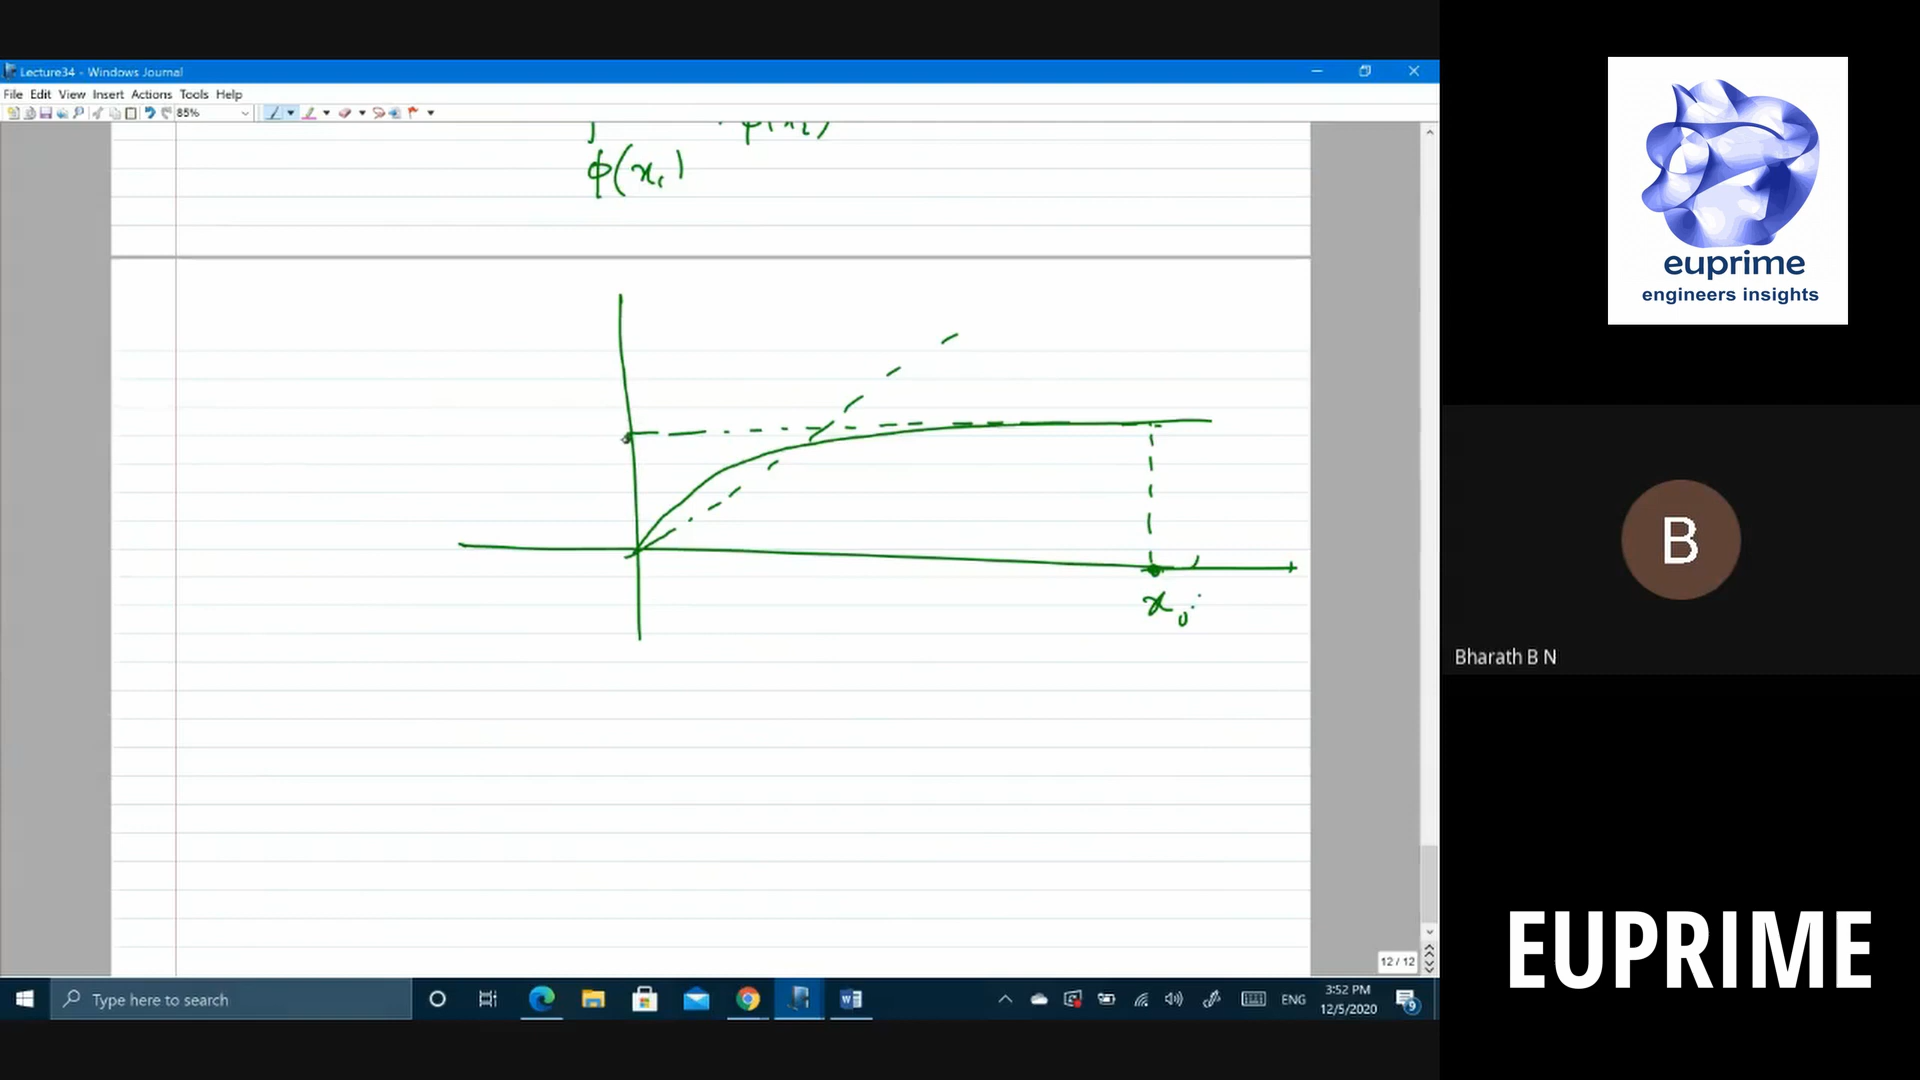 Lecture34 - Windows Journal
File Edit View Insert Actions Tools Help
85%
φ(x₁)
x₀
12 / 12
Type here to search
ENG
3:52 PM
12/5/2020
9
euprime
engineers insights
B
Bharath B N
EUPRIME